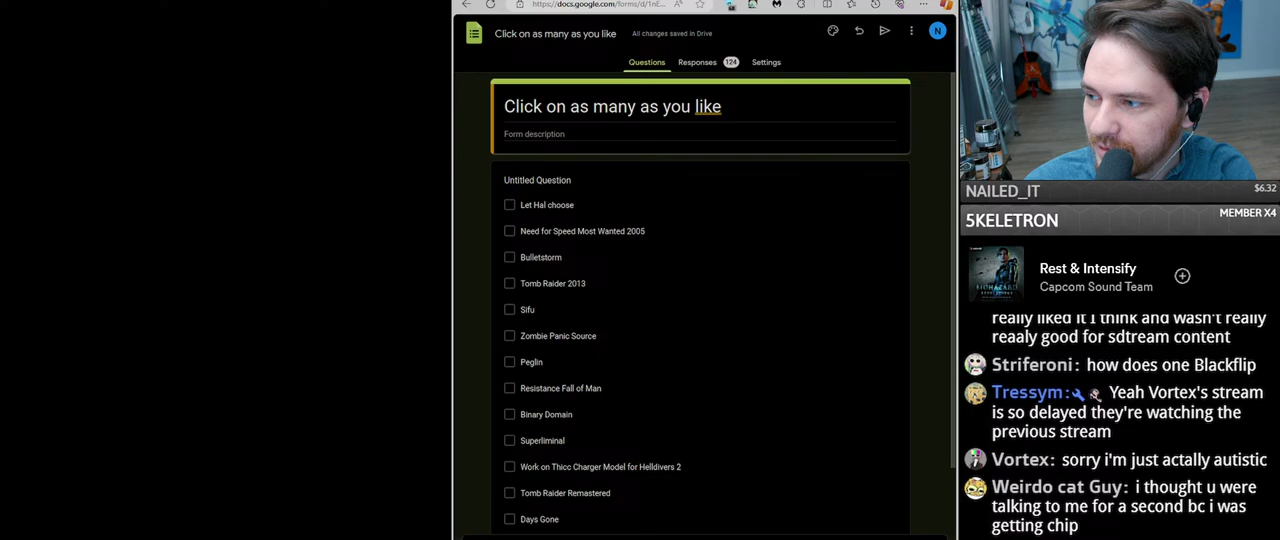 https://docs.google.com/forms/d/1nE...
Click on as many as you like
All changes saved in Drive
N
Questions
Responses
124
Settings
Click on as many as you like
Form description
Untitled Question
Let Hal choose
Need for Speed Most Wanted 2005
Bulletstorm
Tomb Raider 2013
Sifu
Zombie Panic Source
Peglin
Resistance Fall of Man
Binary Domain
Superliminal
Work on Thicc Charger Model for Helldivers 2
Tomb Raider Remastered
Days Gone
NAILED_IT
$6.32
5KELETRON
MEMBER X4
Rest & Intensify
Capcom Sound Team
really liked it I think and wasn't really
reaaly good for sdtream content
Striferoni: how does one Blackflip
Tressym: Yeah Vortex's stream
is so delayed they're watching the
previous stream
Vortex: sorry i'm just actally autistic
Weirdo cat Guy: i thought u were
talking to me for a second bc i was
getting chip